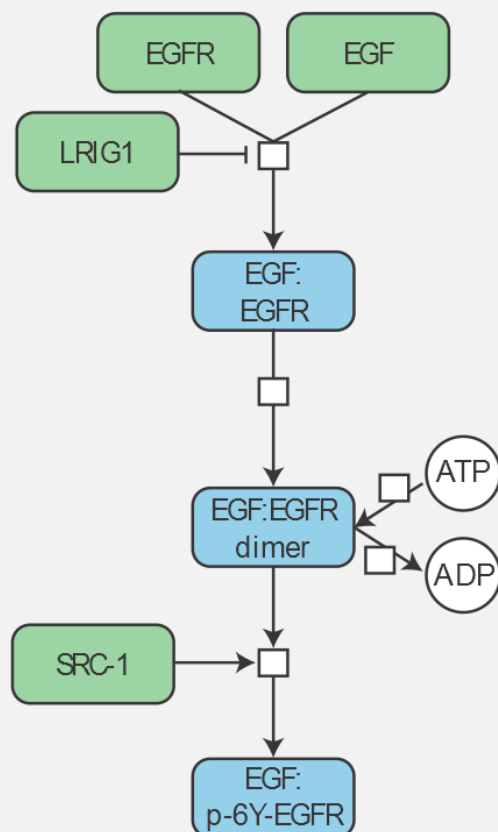 EGFR
EGF
LRIG1
EGF:
EGFR
EGF:EGFR
dimer
ATP
ADP
SRC-1
EGF:
p-6Y-EGFR